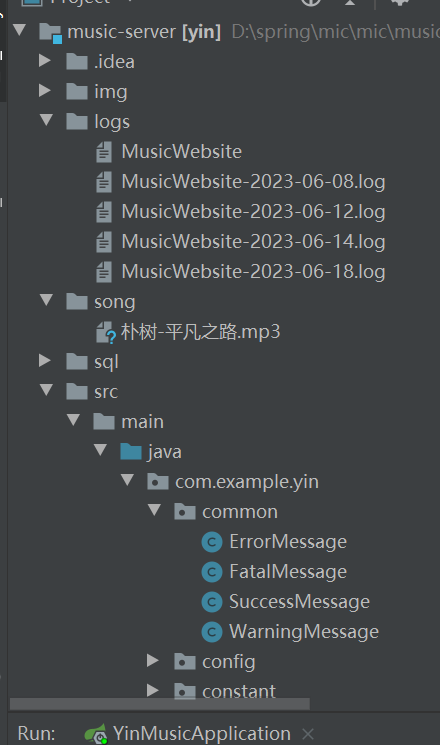 Project
music-server [yin] D:\spring\mic\mic\music
.idea
img
logs
MusicWebsite
MusicWebsite-2023-06-08.log
MusicWebsite-2023-06-12.log
MusicWebsite-2023-06-14.log
MusicWebsite-2023-06-18.log
song
朴树-平凡之路.mp3
sql
src
main
java
com.example.yin
common
ErrorMessage
FatalMessage
SuccessMessage
WarningMessage
config
constant
Run: YinMusicApplication